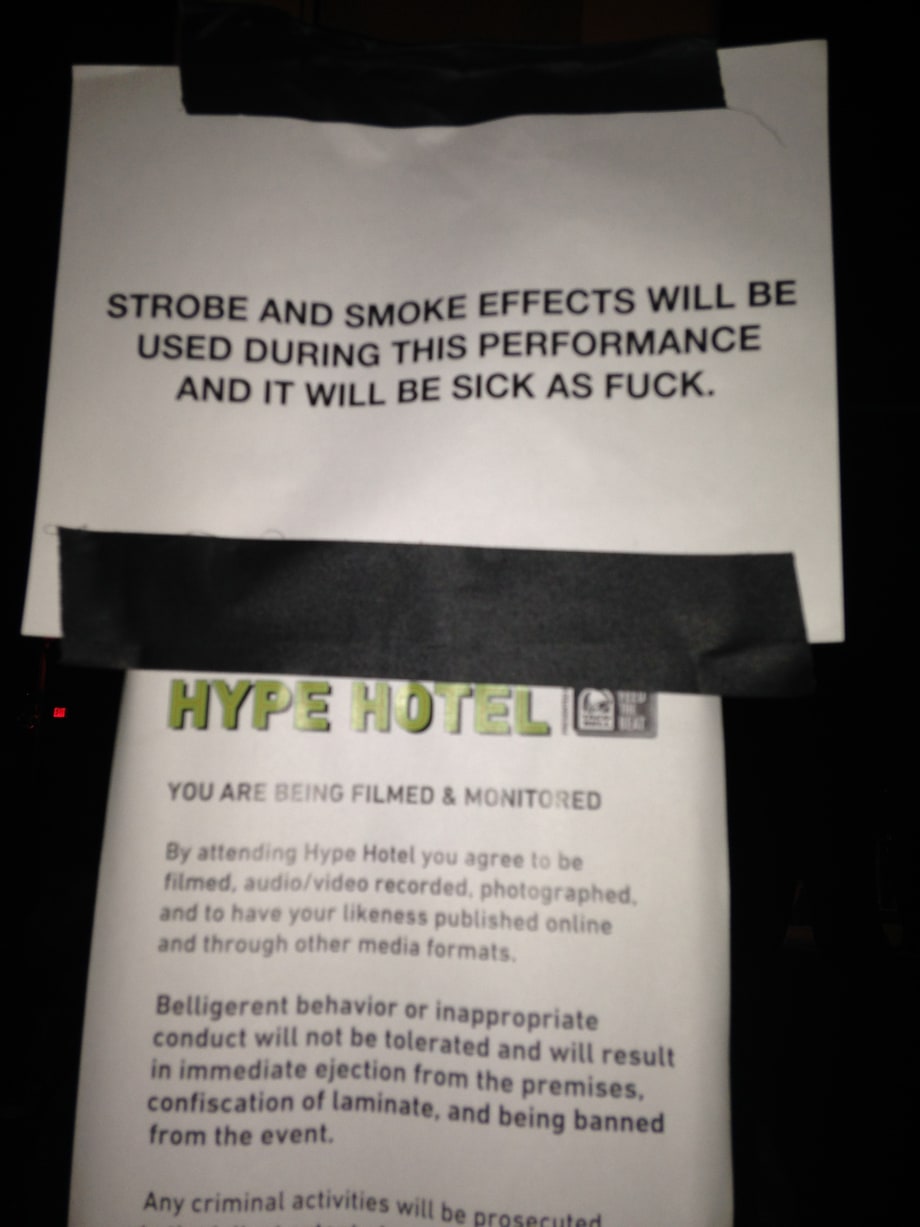 STROBE AND SMOKE EFFECTS WILL BE
USED DURING THIS PERFORMANCE
AND IT WILL BE SICK AS FUCK.
HYPE HOTEL
FEED
THE
BEAT
YOU ARE BEING FILMED & MONITORED
By attending Hype Hotel you agree to be
filmed, audio/video recorded, photographed,
and to have your likeness published online
and through other media formats.
Belligerent behavior or inappropriate
conduct will not be tolerated and will result
in immediate ejection from the premises,
confiscation of laminate, and being banned
from the event.
Any criminal activities will be prosecuted